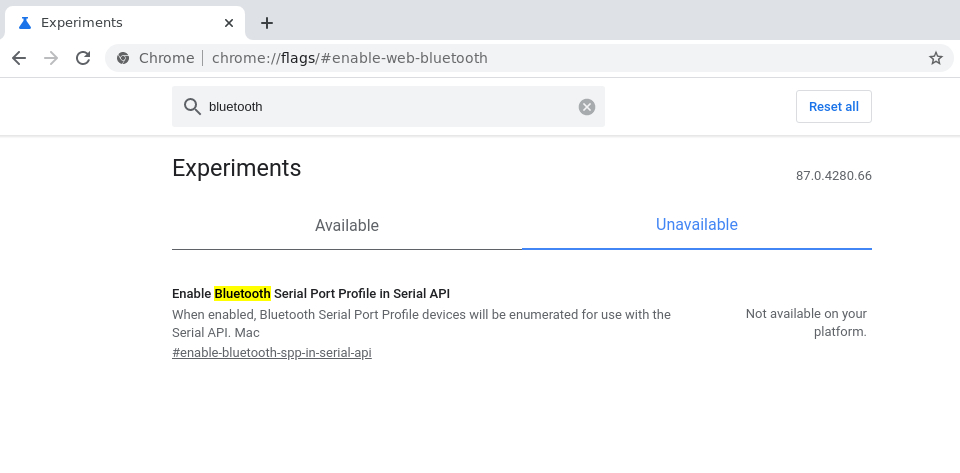 Experiments
Chrome chrome://flags/#enable-web-bluetooth
bluetooth
Reset all
Experiments
87.0.4280.66
Available
Unavailable
Enable Bluetooth Serial Port Profile in Serial API
When enabled, Bluetooth Serial Port Profile devices will be enumerated for use with the
Serial API. Mac
#enable-bluetooth-spp-in-serial-api
Not available on your
platform.